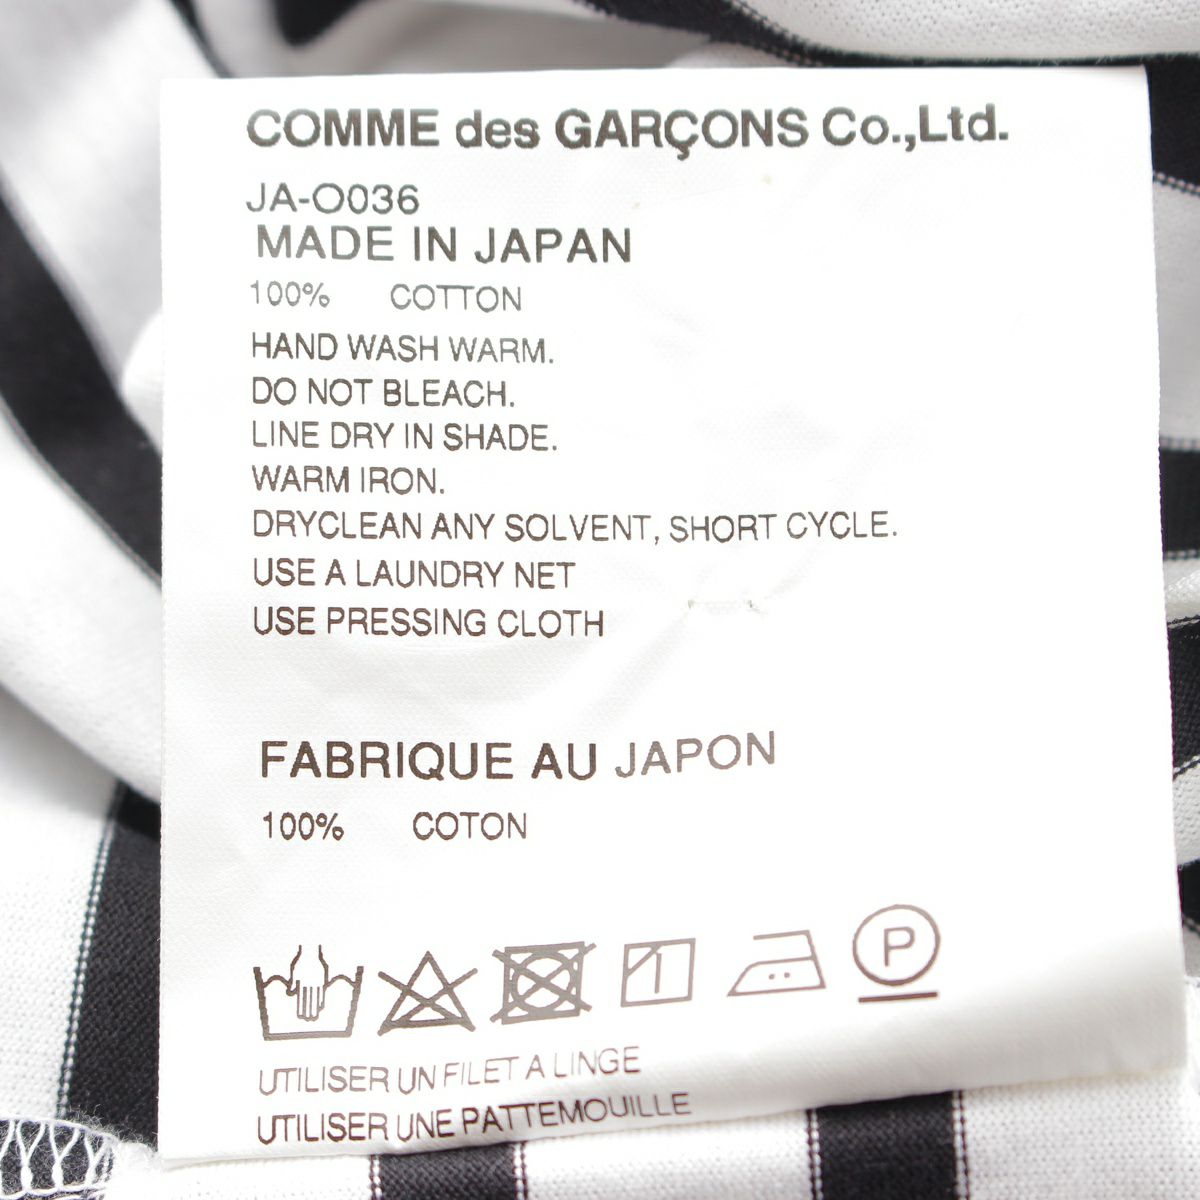 COMME des GARÇONS Co.,Ltd.
JA-O036
MADE IN JAPAN
100% COTTON
HAND WASH WARM.
DO NOT BLEACH.
LINE DRY IN SHADE.
WARM IRON.
DRYCLEAN ANY SOLVENT, SHORT CYCLE.
USE A LAUNDRY NET
USE PRESSING CLOTH
FABRIQUE AU JAPON
100% COTON
P
UTILISER UN FILET A LINGE
UTILISER UNE PATTEMOUILLE